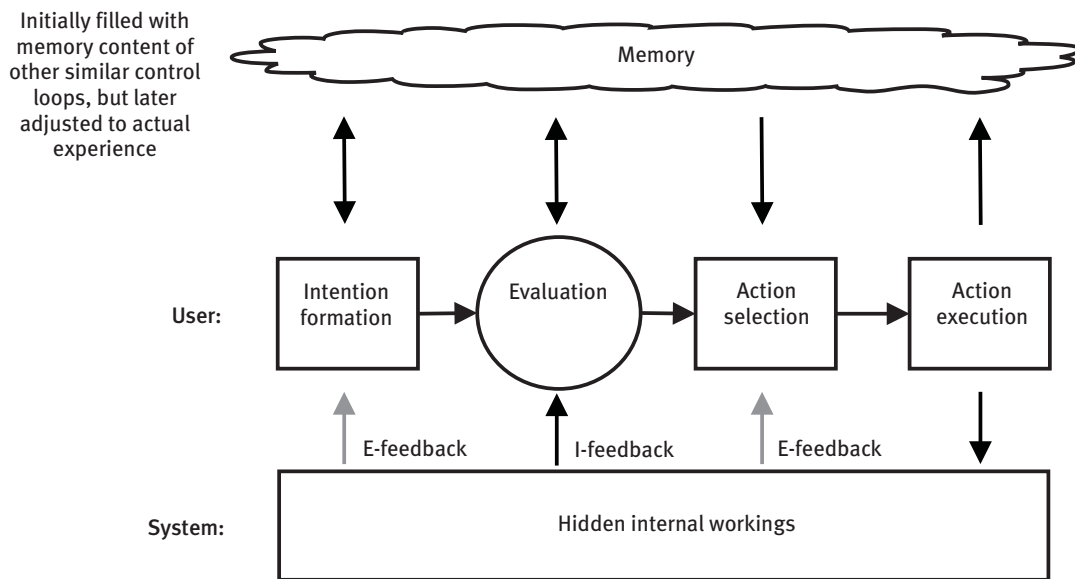 Initially filled with
memory content of
other similar control
loops, but later
adjusted to actual
experience
Memory
User:
Intention
formation
Evaluation
Action
selection
Action
execution
E-feedback
I-feedback
E-feedback
System:
Hidden internal workings